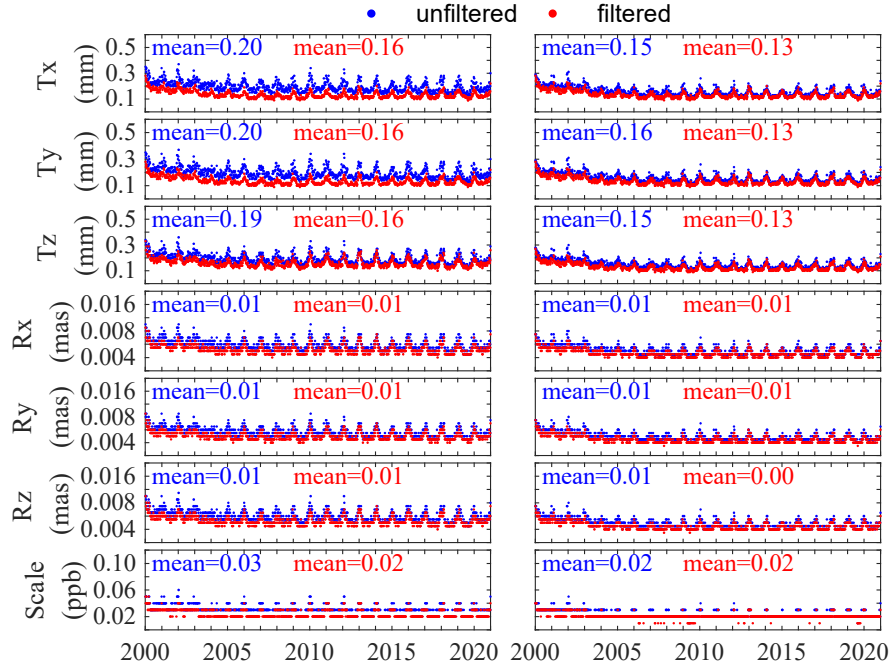 unfiltered filtered
Tx (mm)
0.5
0.3
0.1
mean=0.20 mean=0.16
mean=0.15 mean=0.13
Ty (mm)
0.5
0.3
0.1
mean=0.20 mean=0.16
mean=0.16 mean=0.13
Tz (mm)
0.5
0.3
0.1
mean=0.19 mean=0.16
mean=0.15 mean=0.13
Rx (mas)
0.016
0.008
0.004
mean=0.01 mean=0.01
mean=0.01 mean=0.01
Ry (mas)
0.016
0.008
0.004
mean=0.01 mean=0.01
mean=0.01 mean=0.01
Rz (mas)
0.016
0.008
0.004
mean=0.01 mean=0.01
mean=0.01 mean=0.00
Scale (ppb)
0.10
0.06
0.02
mean=0.03 mean=0.02
mean=0.02 mean=0.02
2000 2005 2010 2015 2020
2000 2005 2010 2015 2020